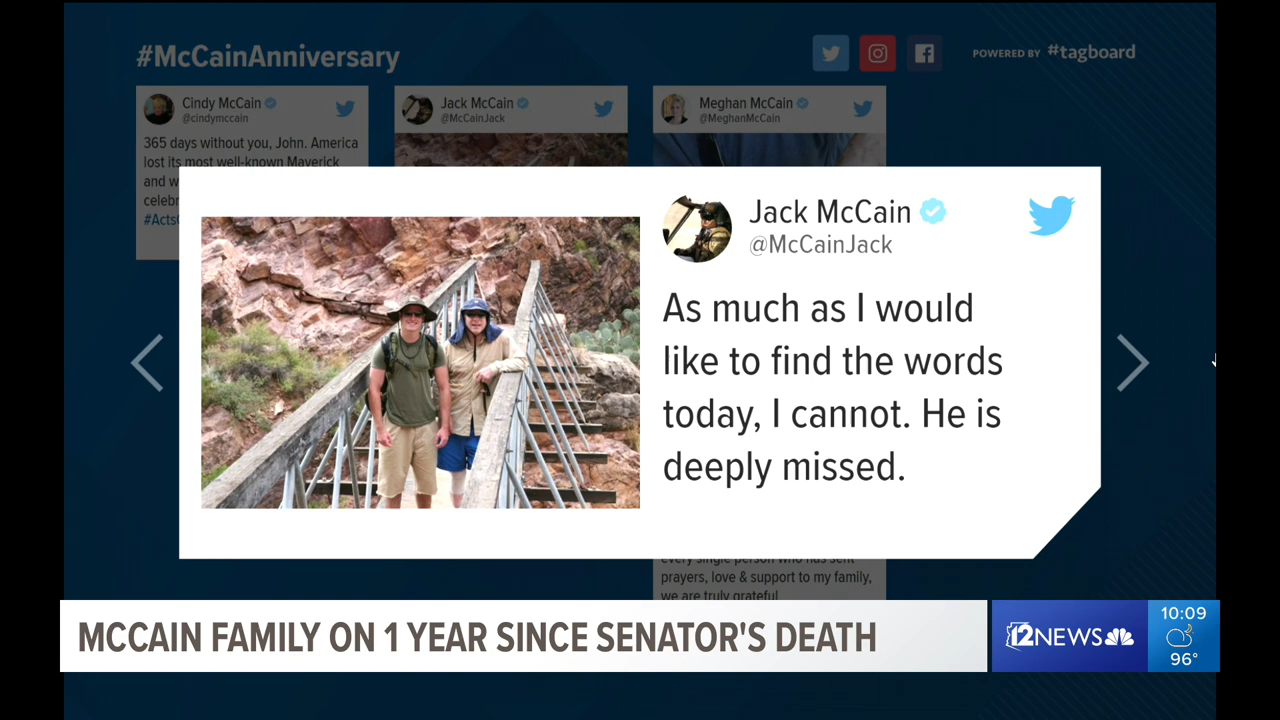 #McCainAnniversary
POWERED BY #tagboard
Cindy McCain
@cindymccain
365 days without you, John. America
lost its most well-known Maverick
and w
celebr
#Acts
Jack McCain
@McCainJack
Meghan McCain
@MeghanMcCain
Jack McCain
@McCainJack
As much as I would
like to find the words
today, I cannot. He is
deeply missed.
every single person who has sent
prayers, love & support to my family,
we are truly grateful
MCCAIN FAMILY ON 1 YEAR SINCE SENATOR'S DEATH
12NEWS
10:09
96°